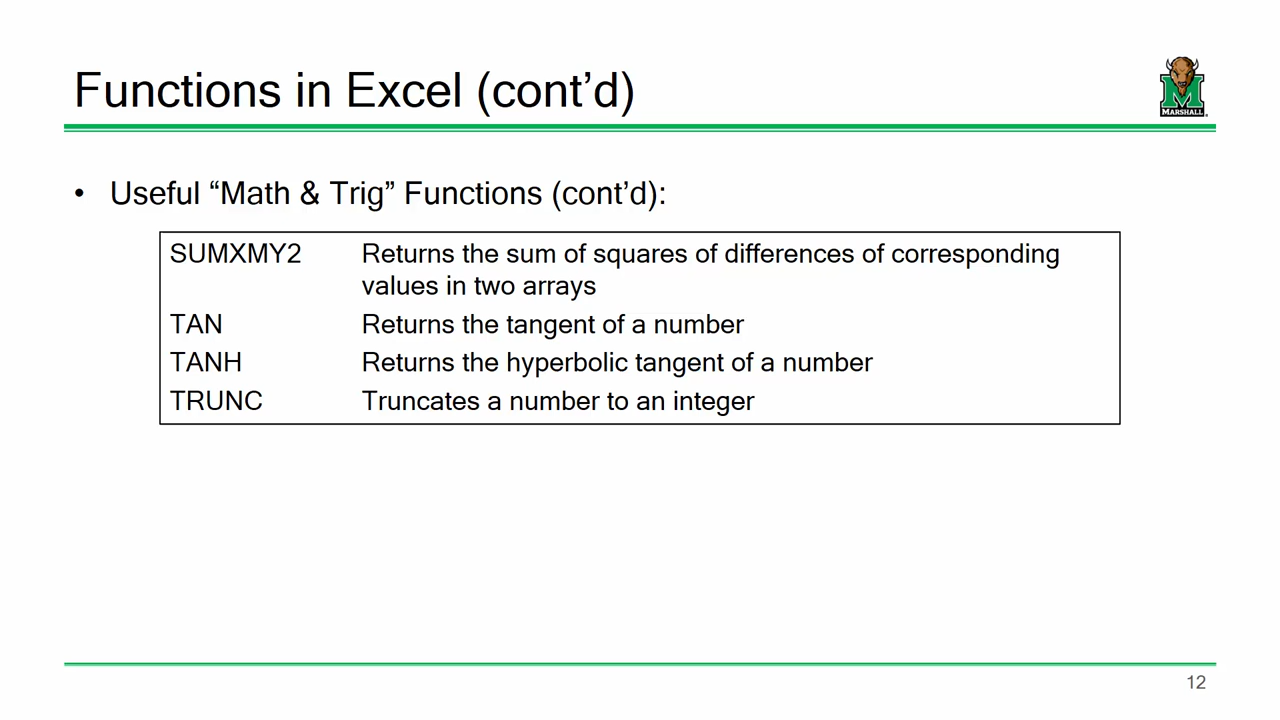 Functions in Excel (cont’d)
MARSHALL
• Useful “Math & Trig” Functions (cont’d):
SUMXMY2 Returns the sum of squares of differences of corresponding
values in two arrays
TAN Returns the tangent of a number
TANH Returns the hyperbolic tangent of a number
TRUNC Truncates a number to an integer
12